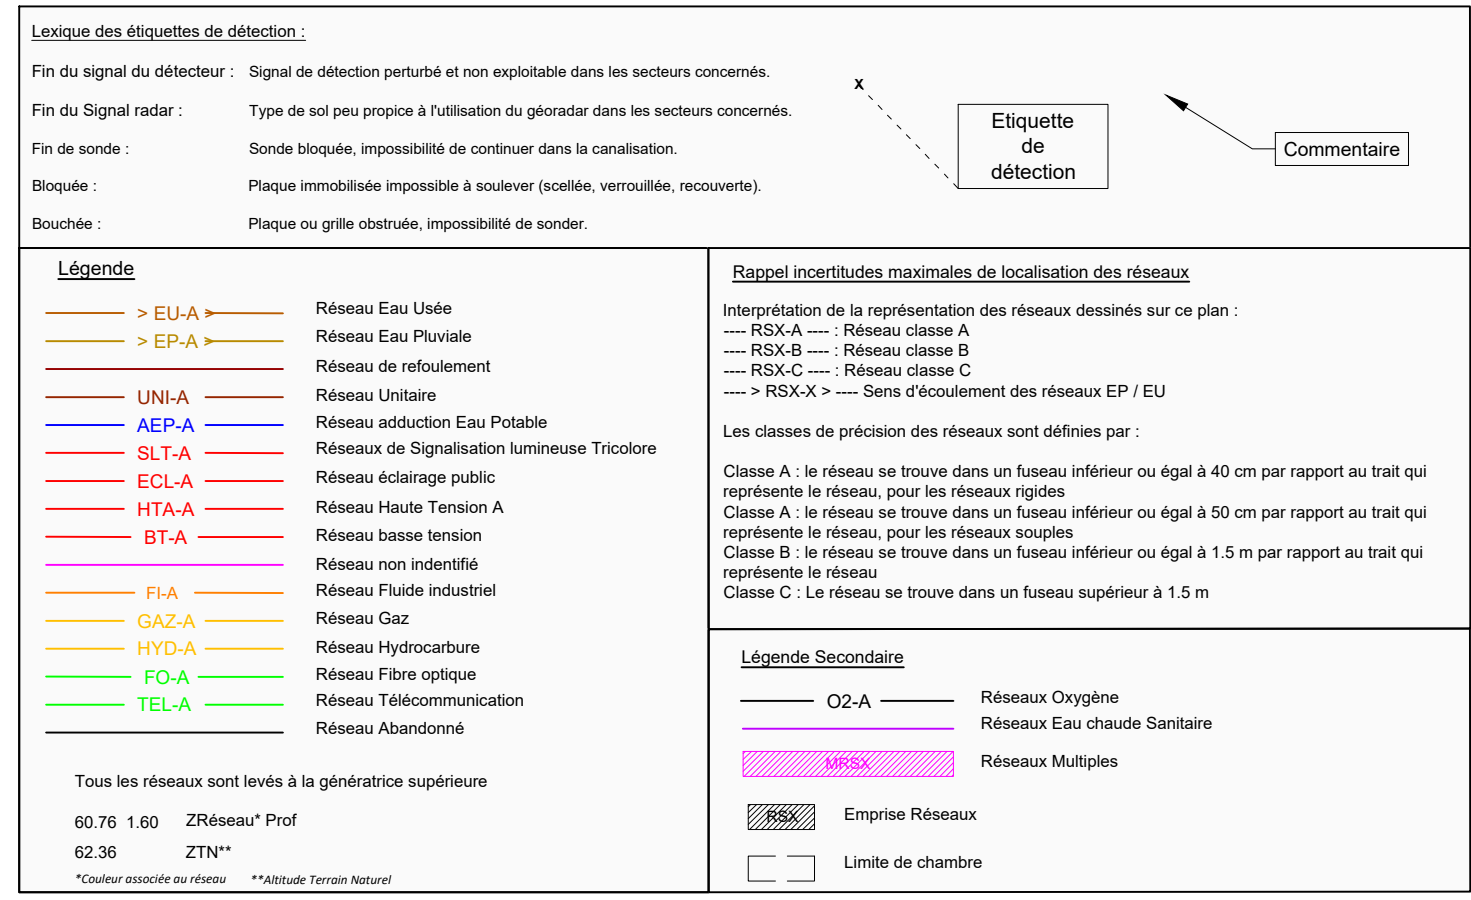 Lexique des étiquettes de détection :
Fin du signal du détecteur : Signal de détection perturbé et non exploitable dans les secteurs concernés.
Fin du Signal radar : Type de sol peu propice à l'utilisation du géoradar dans les secteurs concernés.
Fin de sonde : Sonde bloquée, impossibilité de continuer dans la canalisation.
Bloquée : Plaque immobilisée impossible à soulever (scellée, verrouillée, recouverte).
Bouchée : Plaque ou grille obstruée, impossibilité de sonder.
x
Etiquette
de
détection
Commentaire
Légende
> EU-A > Réseau Eau Usée
> EP-A > Réseau Eau Pluviale
Réseau de refoulement
UNI-A Réseau Unitaire
AEP-A Réseau adduction Eau Potable
SLT-A Réseaux de Signalisation lumineuse Tricolore
ECL-A Réseau éclairage public
HTA-A Réseau Haute Tension A
BT-A Réseau basse tension
Réseau non indentifié
FI-A Réseau Fluide industriel
GAZ-A Réseau Gaz
HYD-A Réseau Hydrocarbure
FO-A Réseau Fibre optique
TEL-A Réseau Télécommunication
Réseau Abandonné
Tous les réseaux sont levés à la génératrice supérieure
60.76 1.60 ZRéseau* Prof
62.36 ZTN**
*Couleur associée au réseau **Altitude Terrain Naturel
Rappel incertitudes maximales de localisation des réseaux
Interprétation de la représentation des réseaux dessinés sur ce plan :
---- RSX-A ---- : Réseau classe A
---- RSX-B ---- : Réseau classe B
---- RSX-C ---- : Réseau classe C
---- > RSX-X > ---- Sens d'écoulement des réseaux EP / EU
Les classes de précision des réseaux sont définies par :
Classe A : le réseau se trouve dans un fuseau inférieur ou égal à 40 cm par rapport au trait qui
représente le réseau, pour les réseaux rigides
Classe A : le réseau se trouve dans un fuseau inférieur ou égal à 50 cm par rapport au trait qui
représente le réseau, pour les réseaux souples
Classe B : le réseau se trouve dans un fuseau inférieur ou égal à 1.5 m par rapport au trait qui
représente le réseau
Classe C : Le réseau se trouve dans un fuseau supérieur à 1.5 m
Légende Secondaire
O2-A Réseaux Oxygène
Réseaux Eau chaude Sanitaire
MRSX Réseaux Multiples
RSX Emprise Réseaux
Limite de chambre